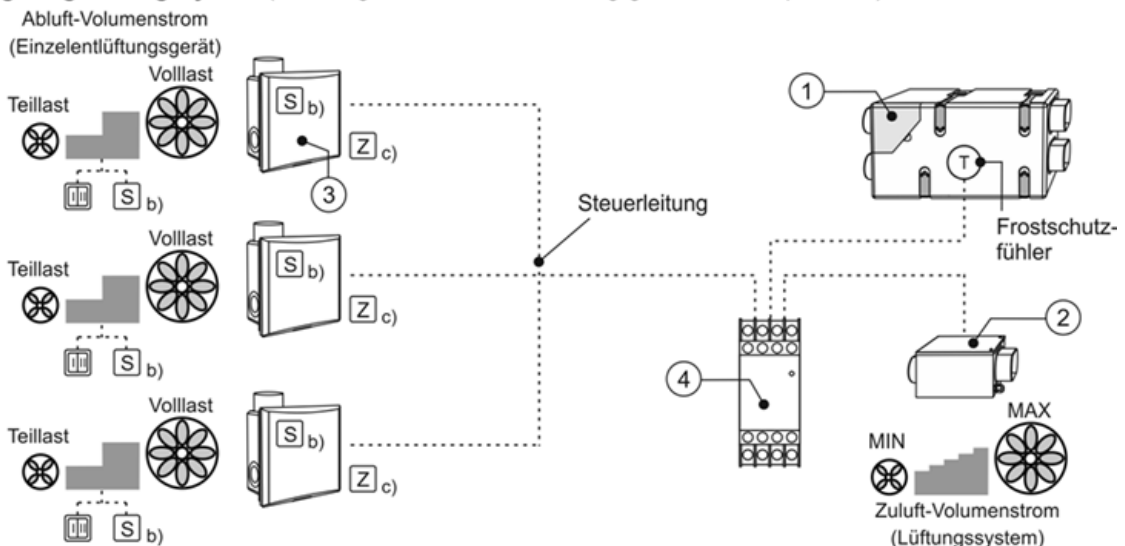 Abluft-Volumenstrom
(Einzelentlüftungsgerät)
Volllast
Teillast
S b)
S b)
Z c)
3
Volllast
Teillast
S b)
S b)
Z c)
Volllast
Teillast
S b)
S b)
Z c)
Steuerleitung
1
T
Frostschutz-
fühler
2
4
MAX
MIN
Zuluft-Volumenstrom
(Lüftungssystem)